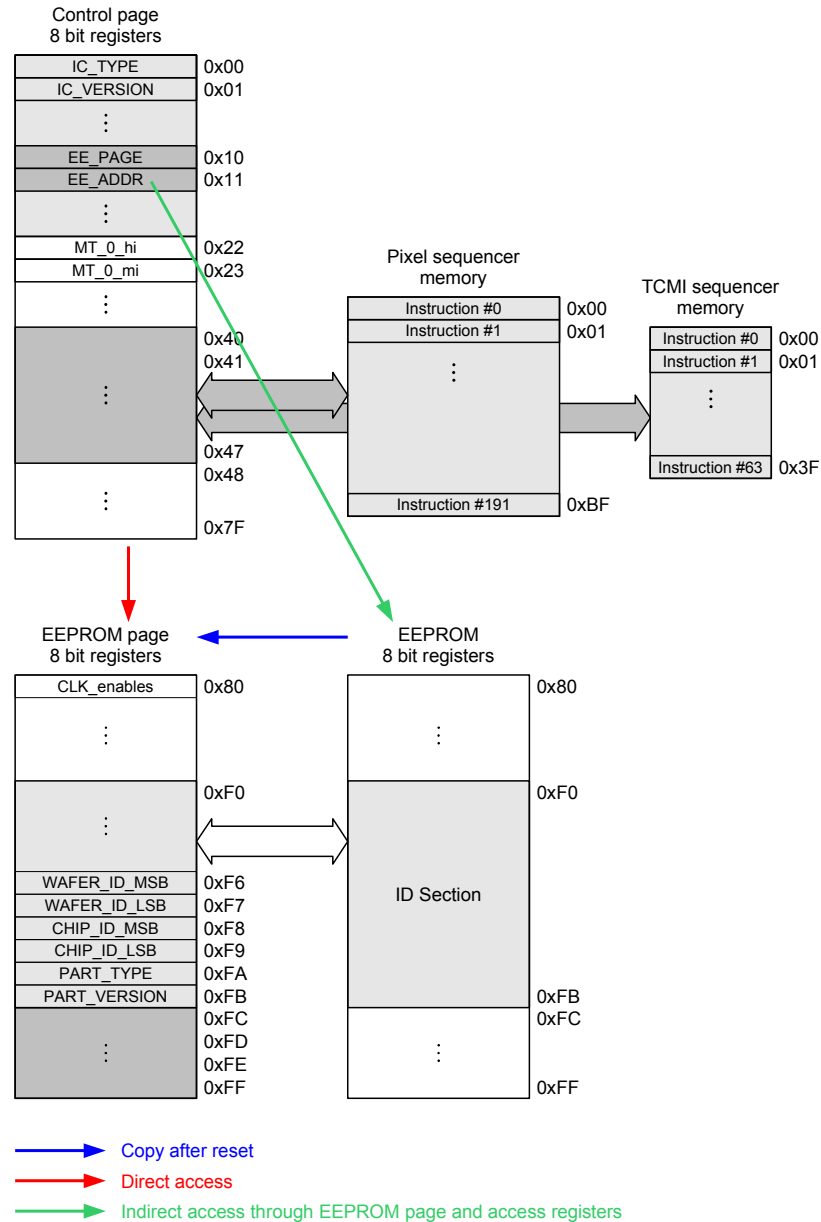 Control page
8 bit registers
IC_TYPE 0x00
IC_VERSION 0x01
⋮
EE_PAGE 0x10
EE_ADDR 0x11
⋮
MT_0_hi 0x22
MT_0_mi 0x23
⋮
0x40
0x41
⋮
0x47
0x48
⋮
0x7F
Pixel sequencer
memory
Instruction #0 0x00
Instruction #1 0x01
⋮
Instruction #191 0xBF
TCMI sequencer
memory
Instruction #0 0x00
Instruction #1 0x01
⋮
Instruction #63 0x3F
EEPROM page
8 bit registers
CLK_enables 0x80
⋮
0xF0
⋮
WAFER_ID_MSB 0xF6
WAFER_ID_LSB 0xF7
CHIP_ID_MSB 0xF8
CHIP_ID_LSB 0xF9
PART_TYPE 0xFA
PART_VERSION 0xFB
0xFC
0xFD
⋮
0xFE
0xFF
EEPROM
8 bit registers
0x80
⋮
0xF0
ID Section
0xFB
0xFC
⋮
0xFF
Copy after reset
Direct access
Indirect access through EEPROM page and access registers